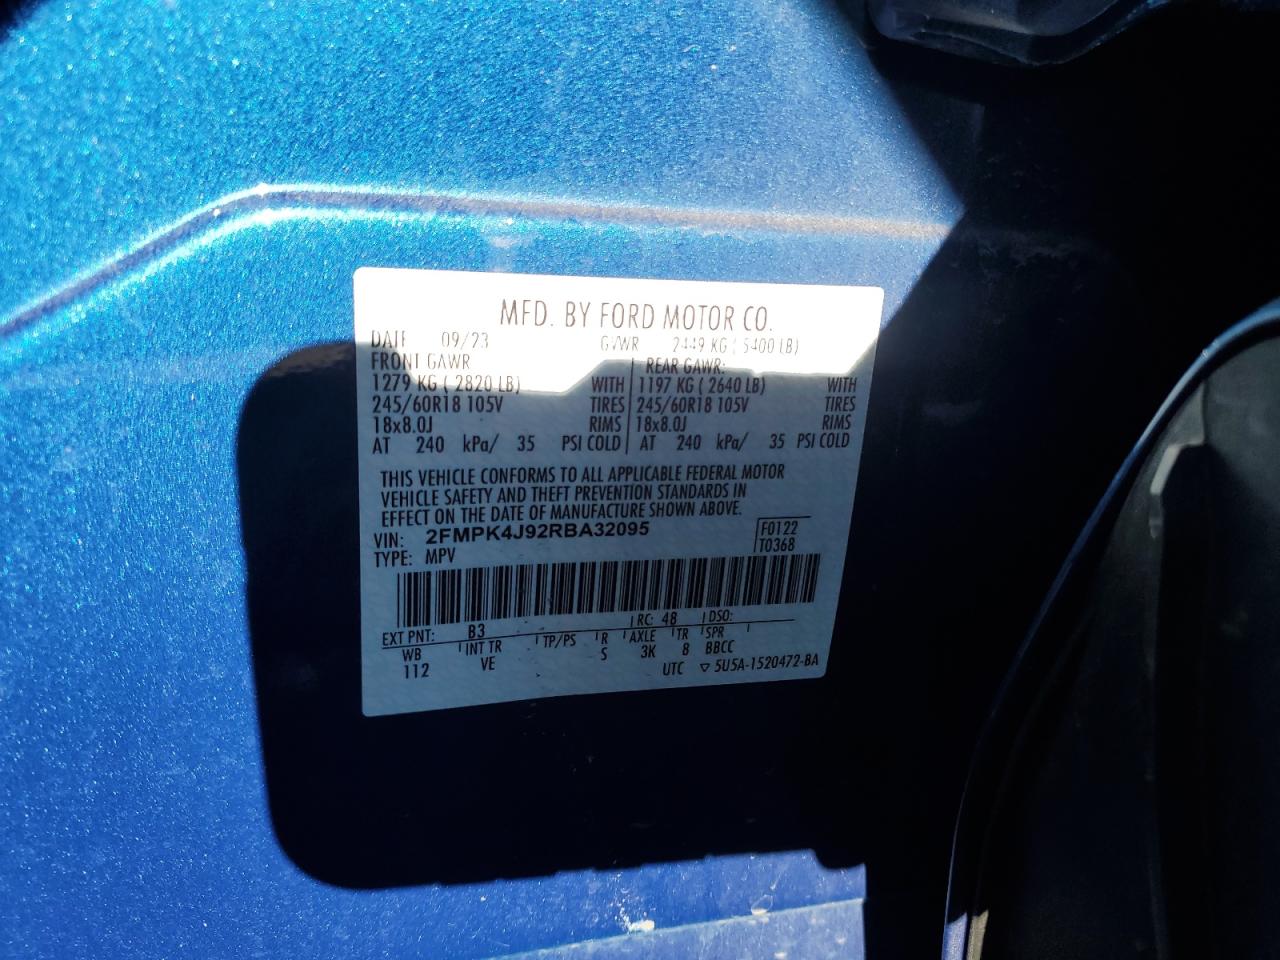 MFD. BY FORD MOTOR CO.
DATE 09/23 GVWR 2449 KG ( 5400 LB)
FRONT GAWR REAR GAWR:
1279 KG ( 2820 LB) WITH 1197 KG ( 2640 LB) WITH
245/60R18 105V TIRES 245/60R18 105V TIRES
18x8.0J RIMS 18x8.0J RIMS
AT 240 kPa/ 35 PSI COLD AT 240 kPa/ 35 PSI COLD
THIS VEHICLE CONFORMS TO ALL APPLICABLE FEDERAL MOTOR
VEHICLE SAFETY AND THEFT PREVENTION STANDARDS IN
EFFECT ON THE DATE OF MANUFACTURE SHOWN ABOVE.
VIN: 2FMPK4J92RBA32095 F0122
TYPE: MPV T0368
EXT PNT: B3 RC: 48 DSO:
WB INT TR TP/PS R AXLE TR SPR
112 VE S 3K 8 BBCC
UTC ▽ 5U5A-1520472-BA